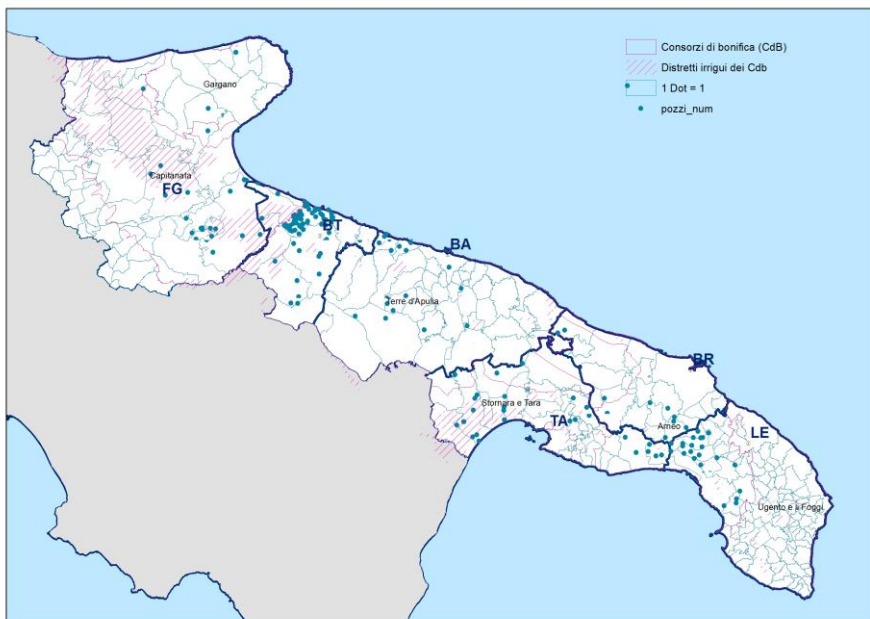 Consorzi di bonifica (CdB)
Distretti irrigui dei Cdb
1 Dot = 1
pozzi_num
Gargano
Capitanata
FG
BT
BA
Terre d'Apulia
BR
Stornara e Tara
TA
Arneo
LE
Ugento e li Foggi